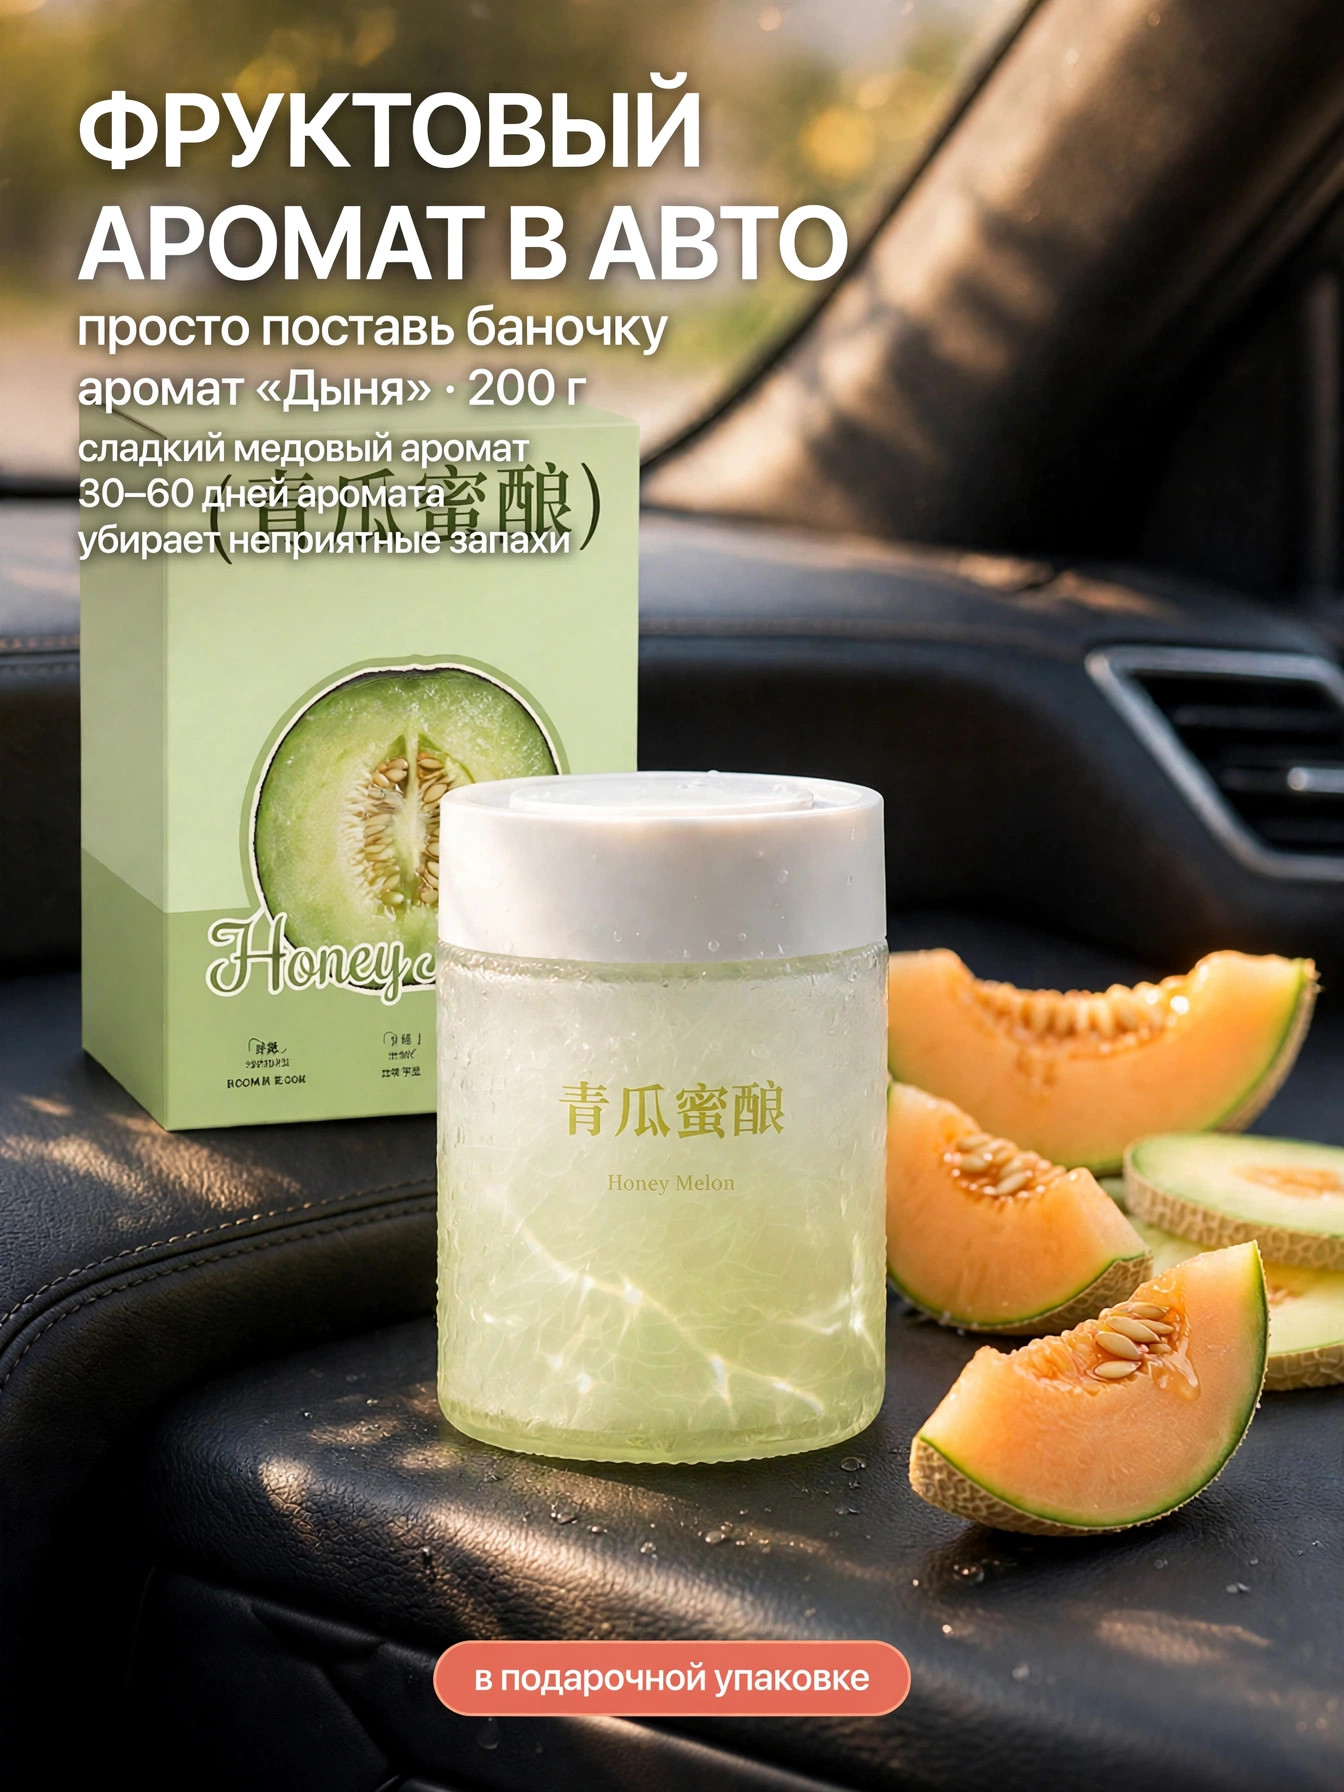 ФРУКТОВЫЙ
АРОМАТ В АВТО
просто поставь баночку
аромат «Дыня» · 200 г
сладкий медовый аромат
30–60 дней аромата
убирает неприятные запахи
(青瓜蜜酿)
Honey
青瓜蜜酿
Honey Melon
в подарочной упаковке